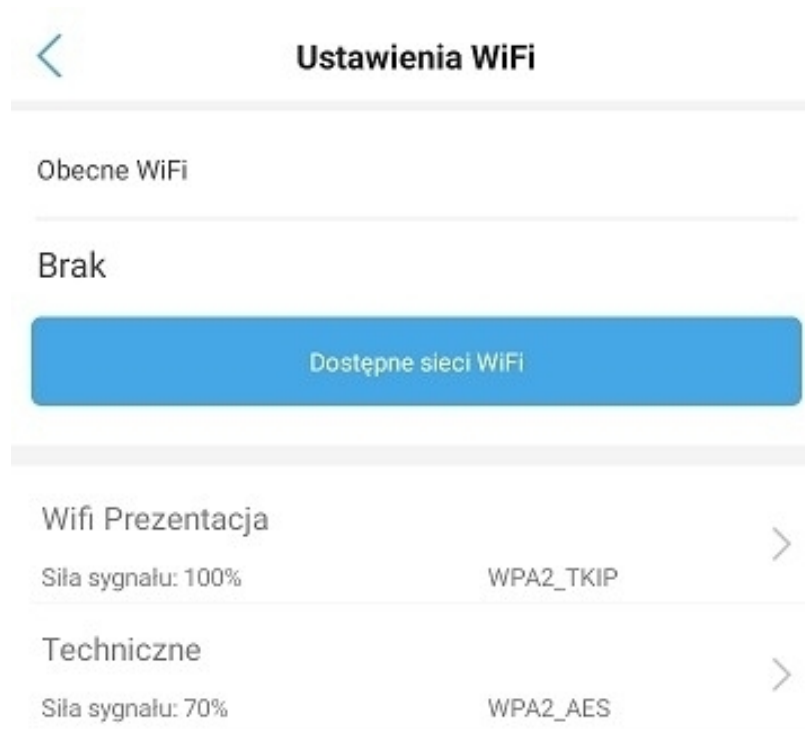 Ustawienia WiFi
Obecne WiFi
Brak
Dostępne sieci WiFi
Wifi Prezentacja
Siła sygnału: 100% WPA2_TKIP
Techniczne
Siła sygnału: 70% WPA2_AES